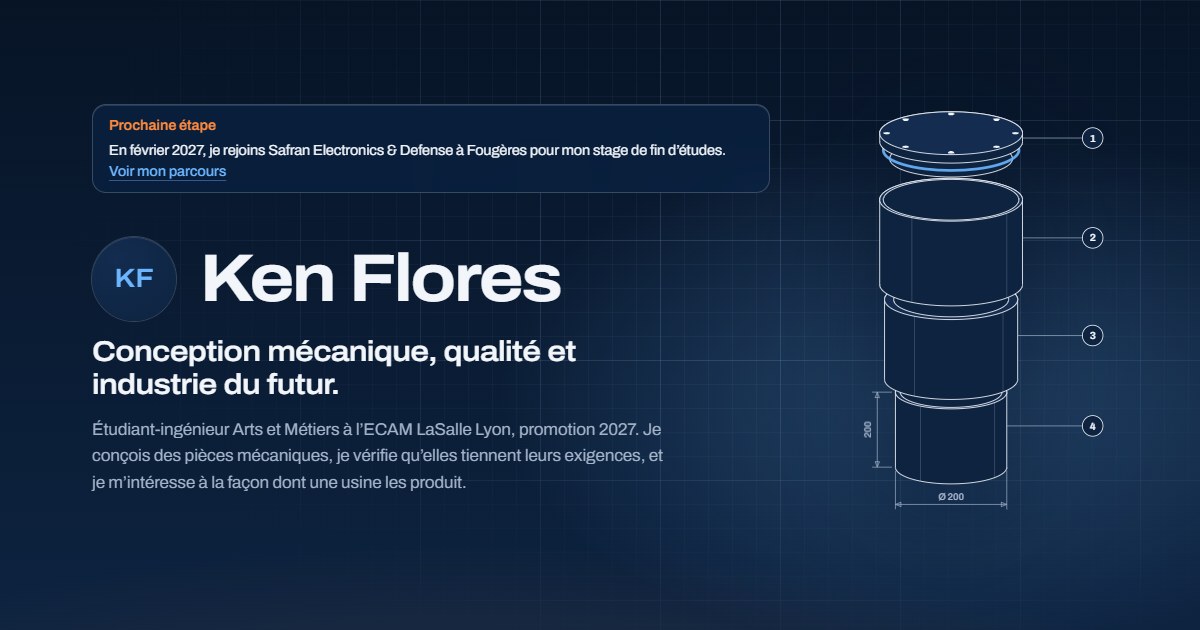 Prochaine étape
En février 2027, je rejoins Safran Electronics & Defense à Fougères pour mon stage de fin d’études.
Voir mon parcours
KF
Ken Flores
Conception mécanique, qualité et
industrie du futur.
Étudiant-ingénieur Arts et Métiers à l’ECAM LaSalle Lyon, promotion 2027. Je
conçois des pièces mécaniques, je vérifie qu’elles tiennent leurs exigences, et
je m’intéresse à la façon dont une usine les produit.
1
2
3
4
200
Ø 200